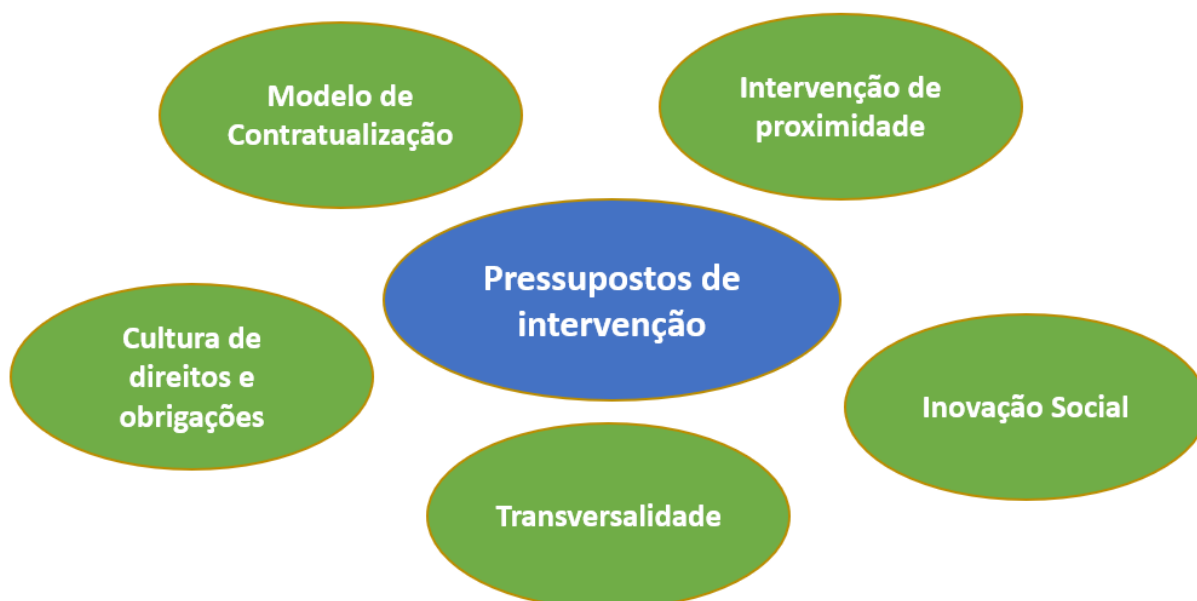 Modelo de
Contratualização
Intervenção de
proximidade
Pressupostos de
intervenção
Cultura de
direitos e
obrigações
Inovação Social
Transversalidade